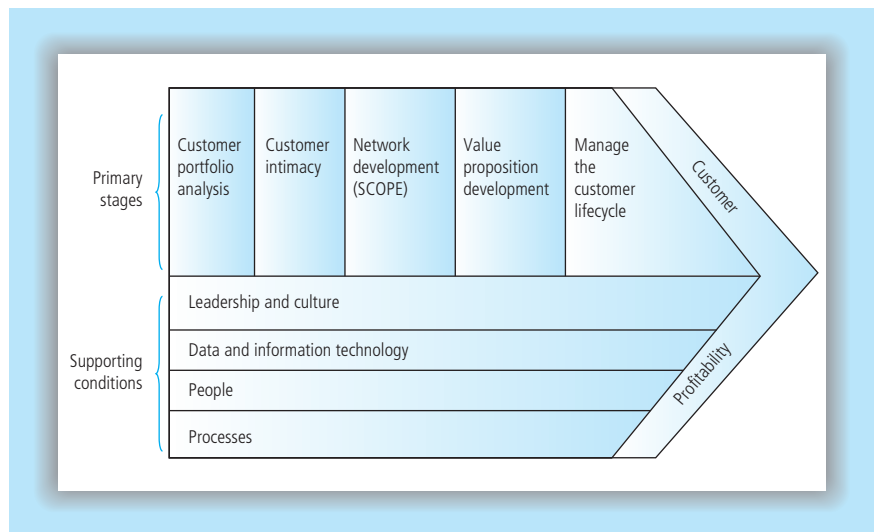 Primary
stages
Customer
portfolio
analysis
Customer
intimacy
Network
development
(SCOPE)
Value
proposition
development
Manage
the
customer
lifecycle
Customer
Supporting
conditions
Leadership and culture
Data and information technology
People
Processes
Profitability